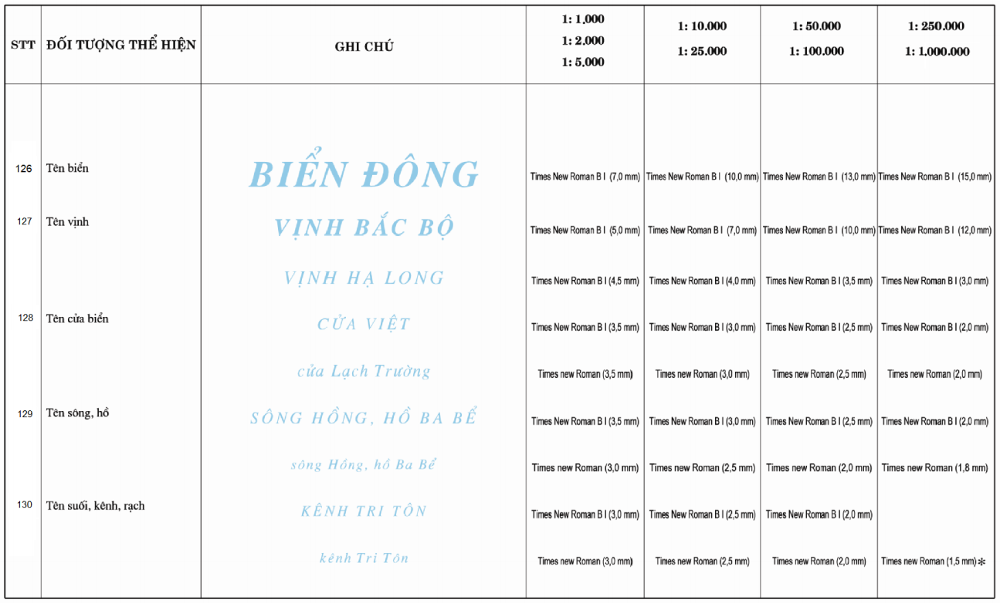 STT ĐỐI TƯỢNG THỂ HIỆN GHI CHÚ 1: 1.000 1: 2.000 1: 5.000 1: 10.000 1: 25.000 1: 50.000 1: 100.000 1: 250.000 1: 1.000.000
126 Tên biển BIỂN ĐÔNG Times New Roman B I (7,0 mm) Times New Roman B I (10,0 mm) Times New Roman B I (13,0 mm) Times New Roman B I (15,0 mm)
127 Tên vịnh VỊNH BẮC BỘ Times New Roman B I (5,0 mm) Times New Roman B I (7,0 mm) Times New Roman B I (10,0 mm) Times New Roman B I (12,0 mm)
VỊNH HẠ LONG Times New Roman B I (4,5 mm) Times New Roman B I (4,0 mm) Times New Roman B I (3,5 mm) Times New Roman B I (3,0 mm)
128 Tên cửa biển CỬA VIỆT Times New Roman B I (3,5 mm) Times New Roman B I (3,0 mm) Times New Roman B I (2,5 mm) Times New Roman B I (2,0 mm)
cửa Lạch Trường Times new Roman (3,5 mm) Times new Roman (3,0 mm) Times new Roman (2,5 mm) Times new Roman (2,0 mm)
129 Tên sông, hồ SÔNG HỒNG, HỒ BA BỂ Times New Roman B I (3,5 mm) Times New Roman B I (3,0 mm) Times New Roman B I (2,5 mm) Times New Roman B I (2,0 mm)
sông Hồng, hồ Ba Bể Times new Roman (3,0 mm) Times new Roman (2,5 mm) Times new Roman (2,0 mm) Times new Roman (1,8 mm)
130 Tên suối, kênh, rạch KÊNH TRI TÔN Times New Roman B I (3,0 mm) Times New Roman B I (2,5 mm) Times New Roman B I (2,0 mm)
kênh Tri Tôn Times new Roman (3,0 mm) Times new Roman (2,5 mm) Times new Roman (2,0 mm) Times new Roman (1,5 mm)*